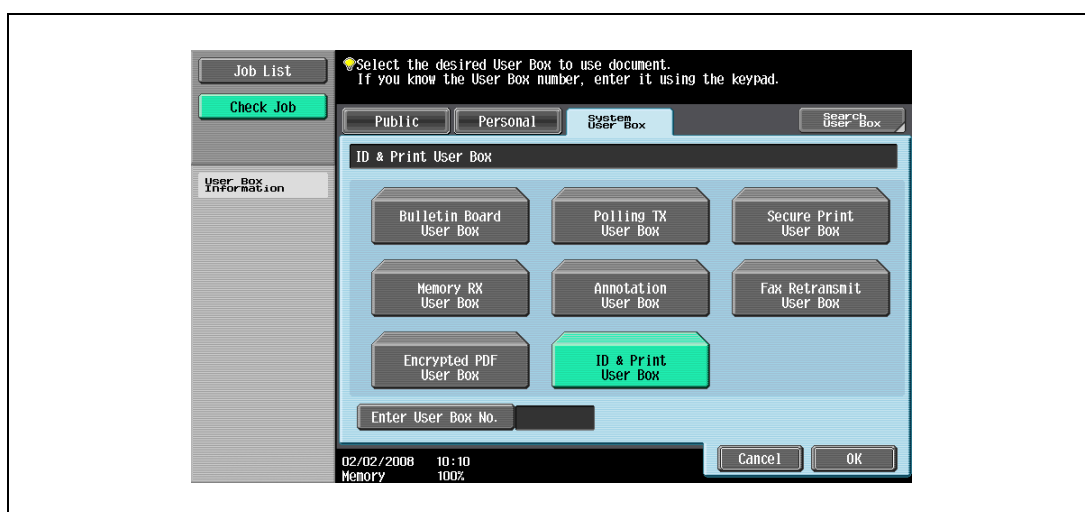 Job List
Check Job
User Box
Information
Select the desired User Box to use document.
If you know the User Box number, enter it using the keypad.
Public
Personal
System
User Box
Search
User Box
ID & Print User Box
Bulletin Board
User Box
Polling TX
User Box
Secure Print
User Box
Memory RX
User Box
Annotation
User Box
Fax Retransmit
User Box
Encrypted PDF
User Box
ID & Print
User Box
Enter User Box No.
02/02/2008 10:10
Memory 100%
Cancel
OK